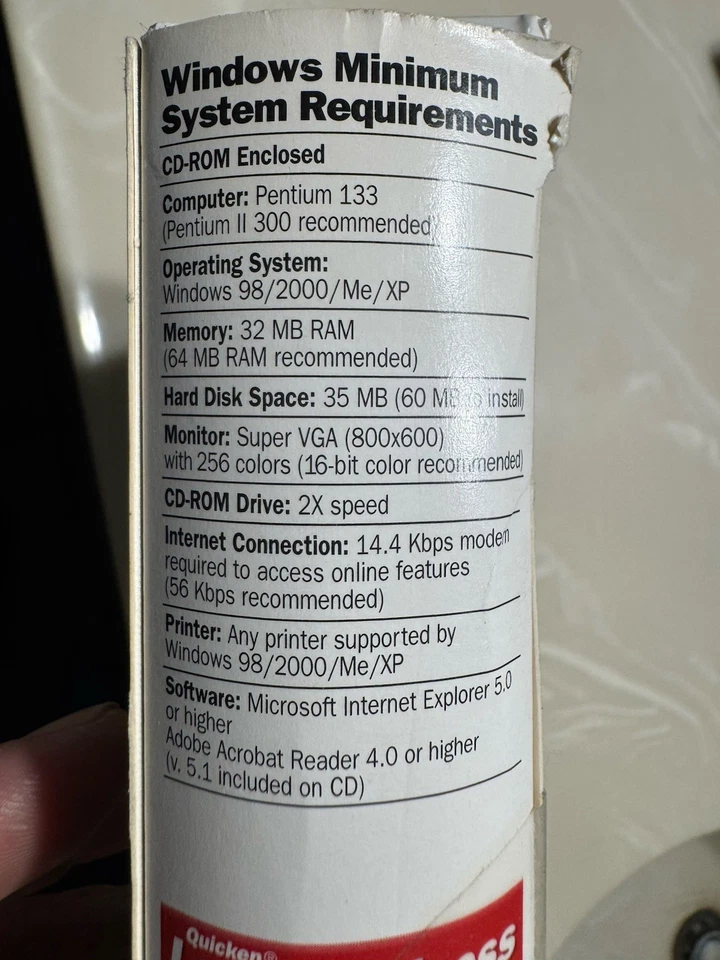 Windows Minimum
System Requirements
CD-ROM Enclosed
Computer: Pentium 133
(Pentium II 300 recommended)
Operating System:
Windows 98/2000/Me/XP
Memory: 32 MB RAM
(64 MB RAM recommended)
Hard Disk Space: 35 MB (60 MB to install)
Monitor: Super VGA (800x600)
with 256 colors (16-bit color recommended)
CD-ROM Drive: 2X speed
Internet Connection: 14.4 Kbps modem
required to access online features
(56 Kbps recommended)
Printer: Any printer supported by
Windows 98/2000/Me/XP
Software: Microsoft Internet Explorer 5.0
or higher
Adobe Acrobat Reader 4.0 or higher
(v. 5.1 included on CD)
Quicken®